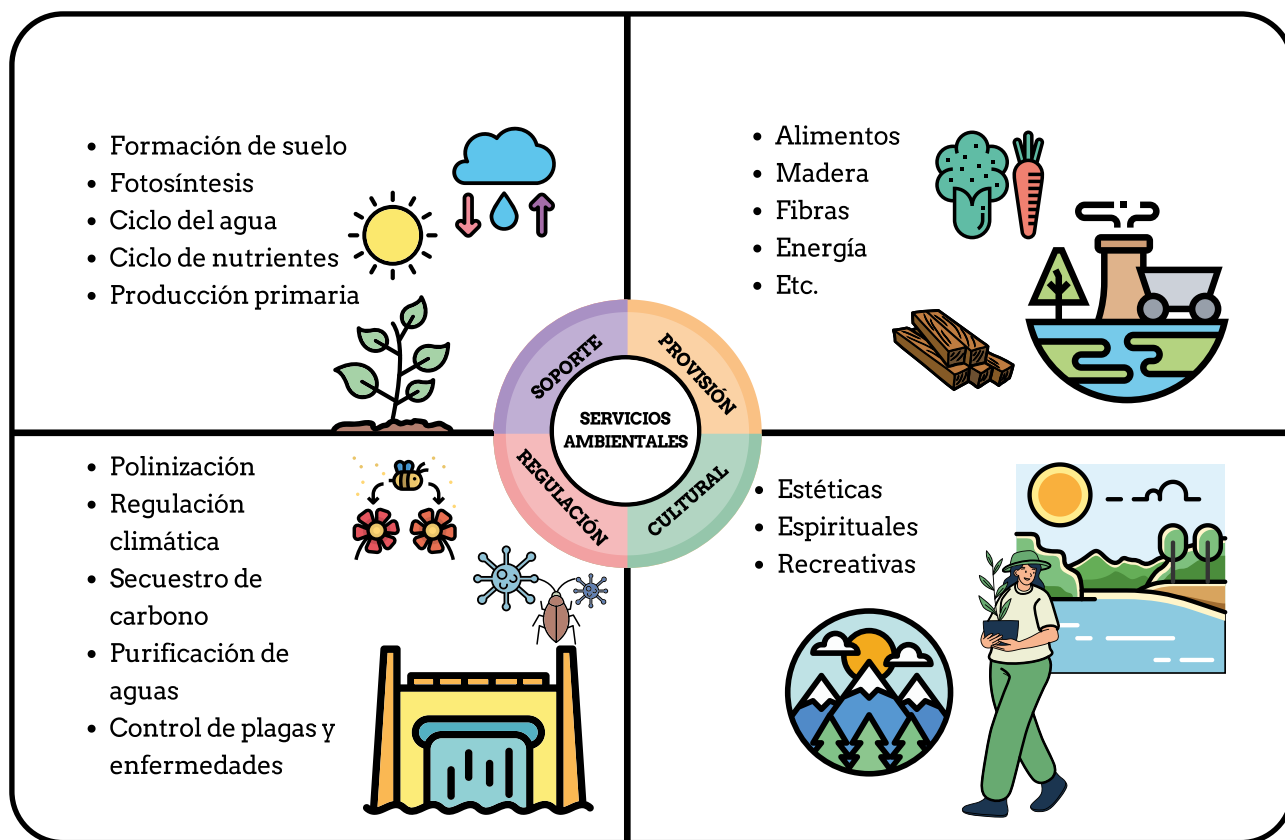 • Formación de suelo
• Fotosíntesis
• Ciclo del agua
• Ciclo de nutrientes
• Producción primaria
• Alimentos
• Madera
• Fibras
• Energía
• Etc.
SOPORTE
PROVISIÓN
SERVICIOS
AMBIENTALES
REGULACIÓN
CULTURAL
• Polinización
• Regulación
climática
• Secuestro de
carbono
• Purificación de
aguas
• Control de plagas y
enfermedades
• Estéticas
• Espirituales
• Recreativas